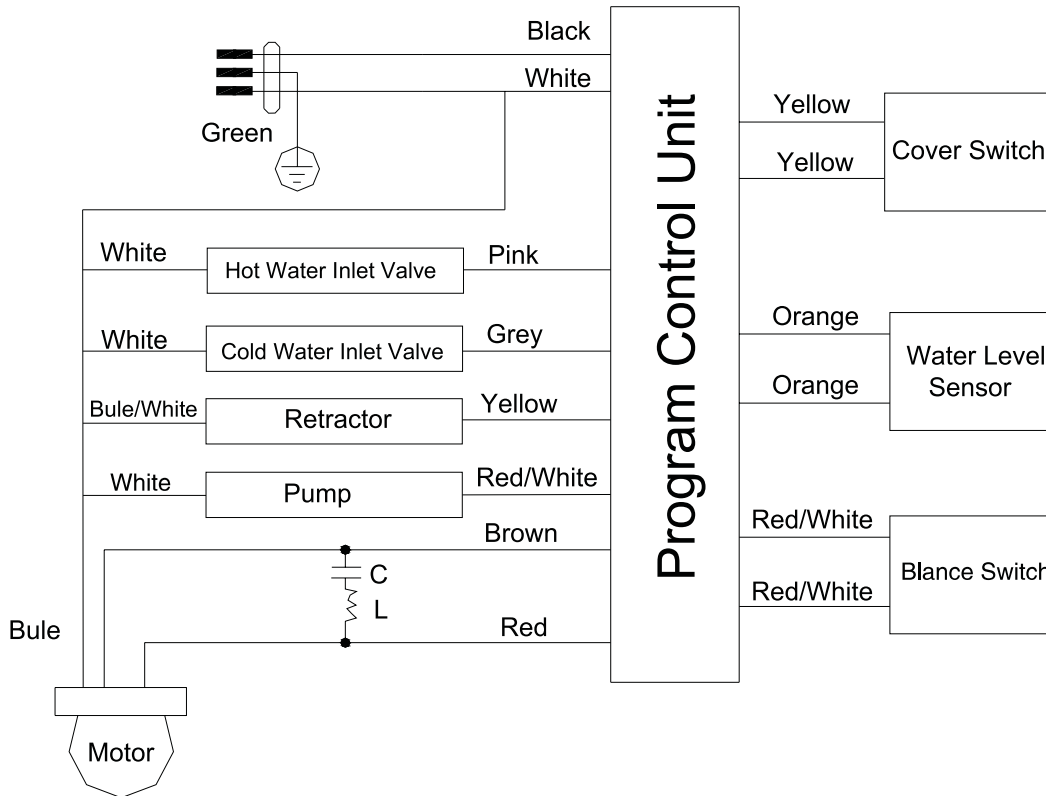 Black
White
Green
Yellow
Cover Switch
Yellow
White
Hot Water Inlet Valve
Pink
White
Cold Water Inlet Valve
Grey
Orange
Water Level
Sensor
Orange
Bule/White
Retractor
Yellow
White
Pump
Red/White
Brown
C
L
Red
Bule
Motor
Program Control Unit
Red/White
Blance Switch
Red/White